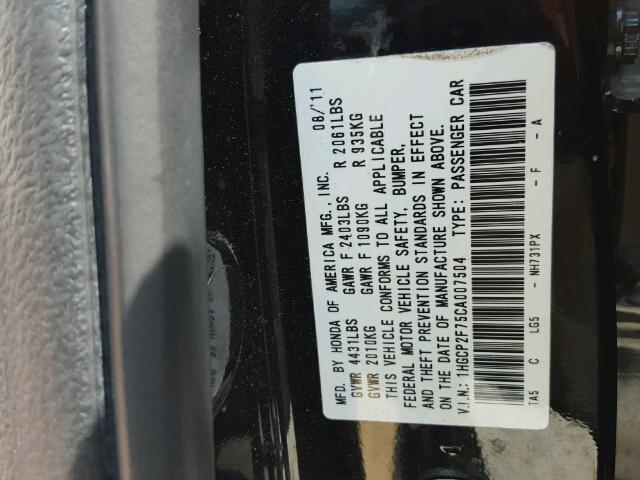 MFD. BY HONDA OF AMERICA MFG., INC. 08/'11
GVWR 4431LBS GAWR F 2403LBS R 2061LBS
GVWR 2010KG GAWR F 1090KG R 935KG
THIS VEHICLE CONFORMS TO ALL APPLICABLE
FEDERAL MOTOR VEHICLE SAFETY, BUMPER,
AND THEFT PREVENTION STANDARDS IN EFFECT
ON THE DATE OF MANUFACTURE SHOWN ABOVE.
V.I.N.: 1HGCP2F75CA007504 TYPE: PASSENGER CAR
TA5 C LG5 - NH731PX - F - A